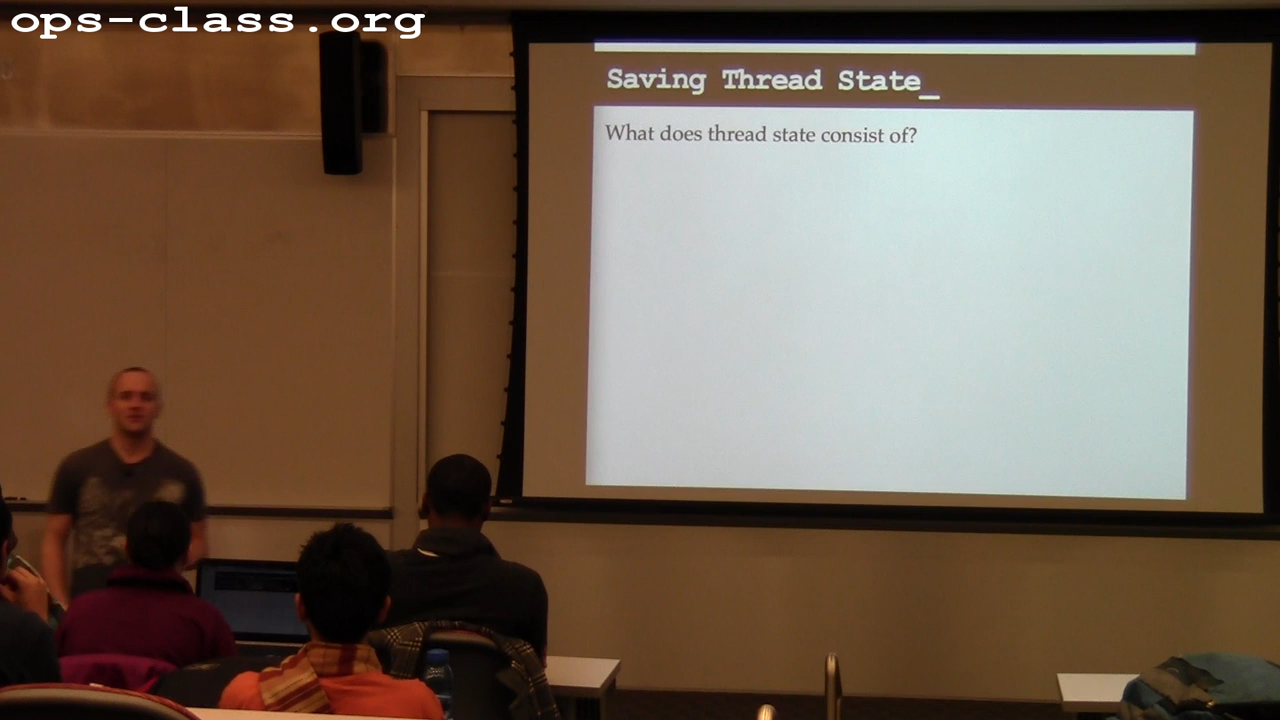 ops-class.org
Saving Thread State_
What does thread state consist of?